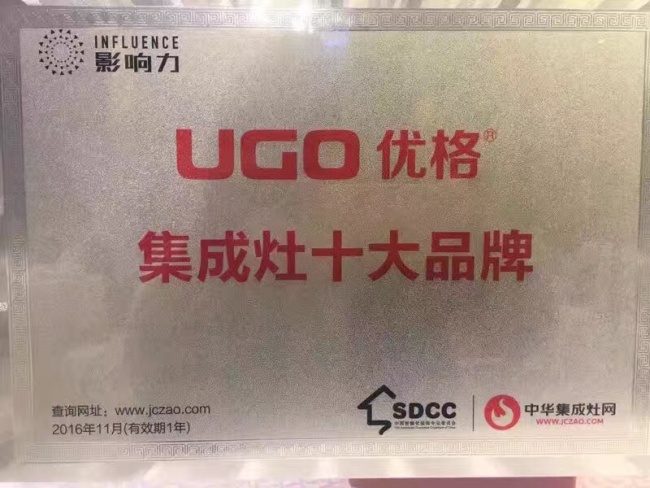 INFLUENCE
影响力
UGO 优格®
集成灶十大品牌
查询网址：www.jczao.com
2016年11月(有效期1年)
SDCC
中华集成灶网
WWW.JCZAO.COM